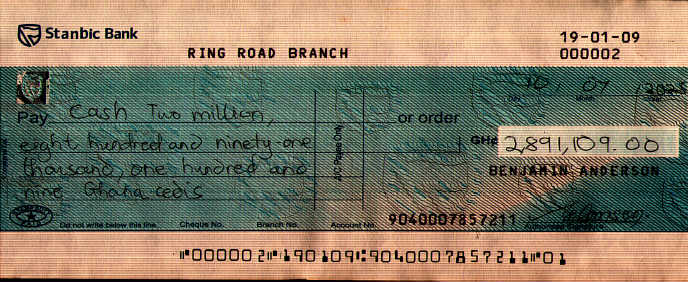 Stanbic Bank
19-01-09
RING ROAD BRANCH
000002
10 07 2025
Pay Cash Two million,
or order
eight hundred and ninety one
GH¢ 2,891,109.00
thousand, one hundred and
A/C Payee Only
BENJAMIN ANDERSON
nine Ghana cedis
9040007857211
Do not write below this line. Cheque No. Branch No. Account No.
⑈000002⑈190109⑆9040007857211⑈01